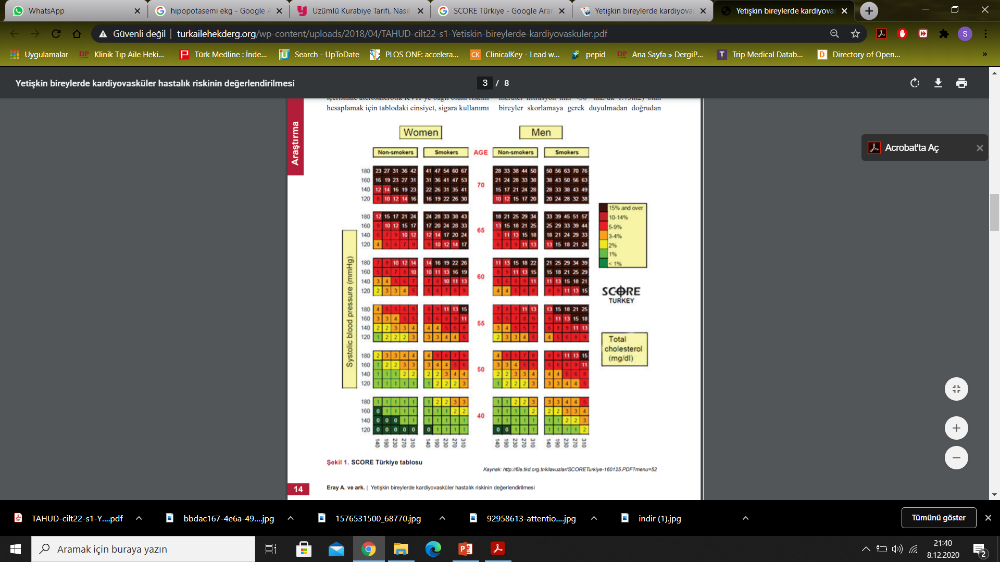 WhatsApp
hipopotasemi ekg - Google A
Üzümlü Kurabiye Tarifi, Nasıl
SCORE Türkiye - Google Arar
Yetişkin bireylerde kardiyovas
Yetişkin bireylerde kardiyovas
Güvenli değil | turkailehekderg.org/wp-content/uploads/2018/04/TAHUD-cilt22-s1-Yetiskin-bireylerde-kardiyovaskuler.pdf
S
Uygulamalar
DP Klinik Tıp Aile Heki...
Türk Medline : İnde...
Search - UpToDate
PLOS ONE: accelera...
CK ClinicalKey - Lead w...
pepid
DP Ana Sayfa » DergiP...
T Trip Medical Datab...
D Directory of Open...
»
Yetişkin bireylerde kardiyovasküler hastalık riskinin değerlendirilmesi
3 / 8
hesaplamak için tablodaki cinsiyet, sigara kullanımı
bireyler skorlamaya gerek duyulmadan doğrudan
Araştırma
Acrobat'ta Aç
Women Men
Non-smokers Smokers AGE Non-smokers Smokers
180 23 27 31 36 42 41 47 54 60 67 28 33 38 44 50 50 56 63 70 76
160 16 19 23 27 31 31 36 41 47 53 21 24 28 33 38 38 43 50 56 63
70
140 12 14 16 19 23 22 26 31 35 41 15 17 21 24 28 28 33 38 43 49
120 8 10 12 14 16 16 19 22 26 30 10 12 15 17 20 20 24 28 32 38
180 12 15 17 21 24 24 28 33 38 43 18 21 25 29 34 33 39 45 51 57
160 9 10 12 15 17 17 20 24 28 33 13 15 18 21 25 25 29 33 39 44
65
140 6 7 9 10 12 12 14 17 20 24 9 11 13 15 18 18 21 24 29 33
120 4 5 6 7 9 9 10 12 14 17 6 8 9 11 13 13 15 18 21 24
180 7 8 10 12 14 14 16 19 22 26 11 13 15 18 22 21 25 29 34 39
160 5 6 7 8 10 10 11 13 16 19 8 9 11 13 15 15 18 21 25 29
60
140 3 4 5 6 7 7 8 10 11 13 5 6 8 9 11 11 13 15 18 21
120 2 3 3 4 5 5 6 7 8 9 4 4 5 6 8 8 9 11 13 15
180 4 5 5 6 8 8 9 11 13 15 7 8 9 11 13 13 15 18 21 25
160 3 3 4 5 5 5 6 8 9 11 5 5 7 8 9 9 11 13 15 18
55
140 2 2 3 3 4 4 4 5 6 8 3 4 5 5 7 6 8 9 11 13
120 1 2 2 2 3 3 3 4 4 5 2 3 3 4 5 4 5 6 8 9
180 2 3 3 4 4 4 5 6 7 9 4 5 5 7 8 8 9 11 13 15
160 1 2 2 3 3 3 4 4 5 6 3 3 4 5 5 5 6 8 9 11
50
140 1 1 1 2 2 2 2 3 4 4 2 2 3 3 4 4 4 5 6 8
120 1 1 1 1 1 1 2 2 2 3 1 2 2 2 3 3 3 4 4 5
180 1 1 1 1 1 1 2 2 3 3 1 1 2 2 3 3 3 4 4 5
160 0 1 1 1 1 1 1 1 2 2 1 1 1 1 2 2 2 3 3 4
40
140 0 0 0 1 1 1 1 1 1 1 1 1 1 1 1 1 1 2 2 3
120 0 0 0 0 0 0 1 1 1 1 0 0 1 1 1 1 1 1 1 2
140 190 230 270 310 140 190 230 270 310 140 190 230 270 310 140 190 230 270 310
Systolic blood pressure (mmHg)
15% and over
10-14%
5-9%
3-4%
2%
1%
< 1%
SCORE
TURKEY
Total
cholesterol
(mg/dl)
Şekil 1. SCORE Türkiye tablosu
Kaynak: http://file.tkd.org.tr/kilavuzlar/SCORETurkiye-160125.PDF?menu=52
14
Eray A. ve ark. | Yetişkin bireylerde kardiyovasküler hastalık riskinin değerlendirilmesi
TAHUD-cilt22-s1-Y....pdf
bbdac167-4e6a-49....jpg
1576531500_68770.jpg
92958613-attentio....jpg
indir (1).jpg
Tümünü göster
Aramak için buraya yazın
21:40
8.12.2020
2